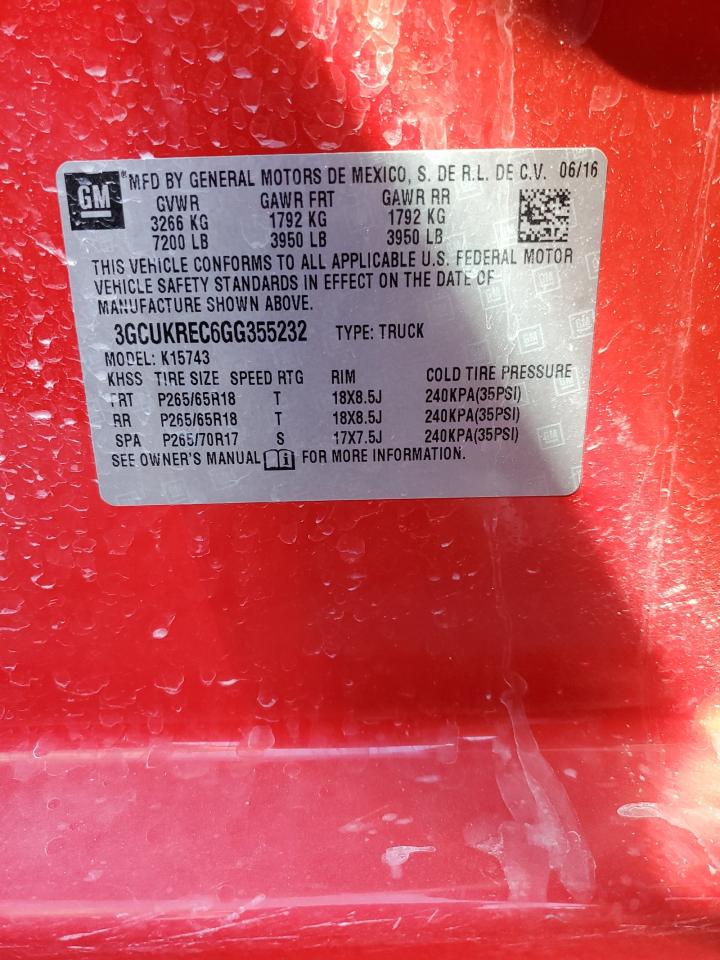 GM ® MFD BY GENERAL MOTORS DE MEXICO, S. DE R.L. DE C.V. 06/16
GVWR GAWR FRT GAWR RR
3266 KG 1792 KG 1792 KG
7200 LB 3950 LB 3950 LB
THIS VEHICLE CONFORMS TO ALL APPLICABLE U.S. FEDERAL MOTOR
VEHICLE SAFETY STANDARDS IN EFFECT ON THE DATE OF
MANUFACTURE SHOWN ABOVE.
3GCUKREC6GG355232 TYPE: TRUCK
MODEL: K15743
KHSS TIRE SIZE SPEED RTG RIM COLD TIRE PRESSURE
FRT P265/65R18 T 18X8.5J 240KPA(35PSI)
RR P265/65R18 T 18X8.5J 240KPA(35PSI)
SPA P265/70R17 S 17X7.5J 240KPA(35PSI)
SEE OWNER'S MANUAL FOR MORE INFORMATION.